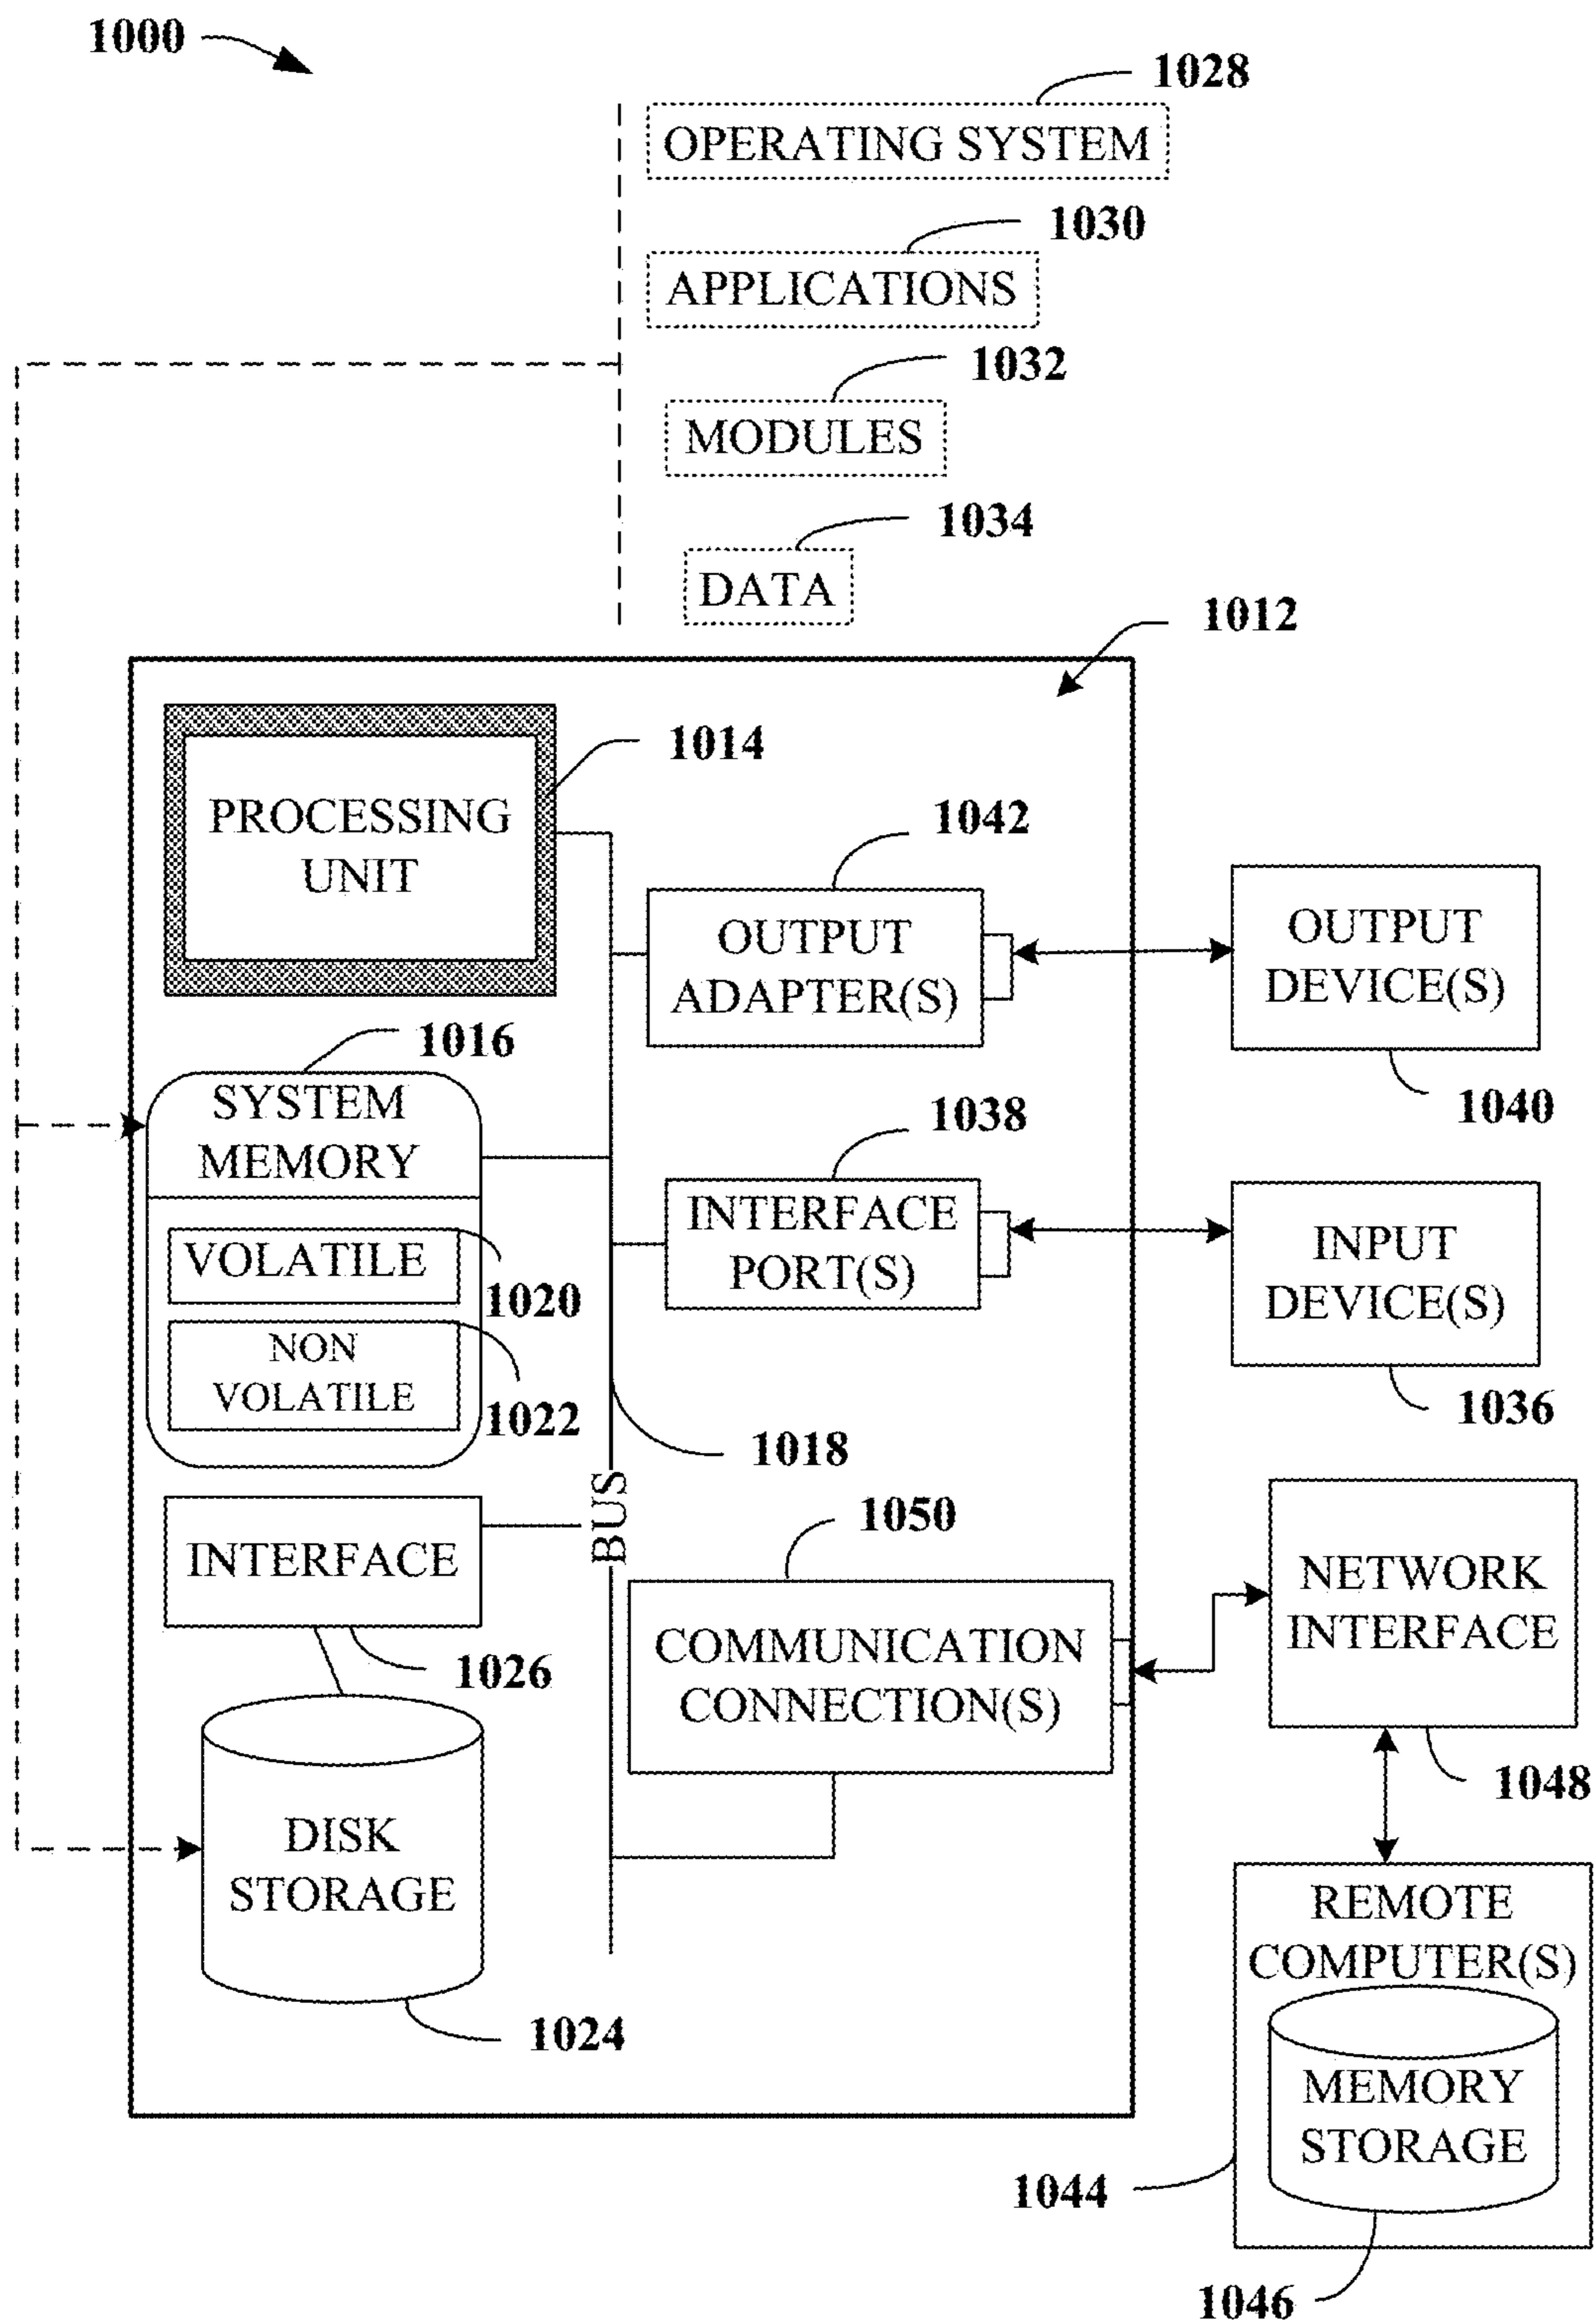 1000
1028
OPERATING SYSTEM
1030
APPLICATIONS
1032
MODULES
1034
DATA
1012
1014
PROCESSING
UNIT
1042
OUTPUT
ADAPTER(S)
OUTPUT
DEVICE(S)
1040
1016
SYSTEM
MEMORY
VOLATILE
1020
NON
VOLATILE
1022
1038
INTERFACE
PORT(S)
INPUT
DEVICE(S)
1036
1018
BUS
INTERFACE
1026
1050
COMMUNICATION
CONNECTION(S)
NETWORK
INTERFACE
1048
DISK
STORAGE
1024
REMOTE
COMPUTER(S)
MEMORY
STORAGE
1044
1046